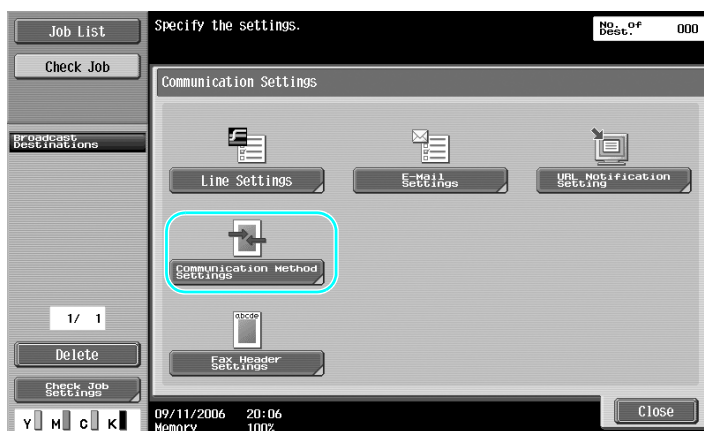 Job List
Specify the settings.
No. of
Dest.
000
Check Job
Communication Settings
Broadcast
Destinations
Line Settings
E-Mail
Settings
URL Notification
Setting
Communication Method
Settings
abcde
1/ 1
Delete
Fax Header
Settings
Check Job
Settings
Close
Y M C K
09/11/2006 20:06
Memory 100%